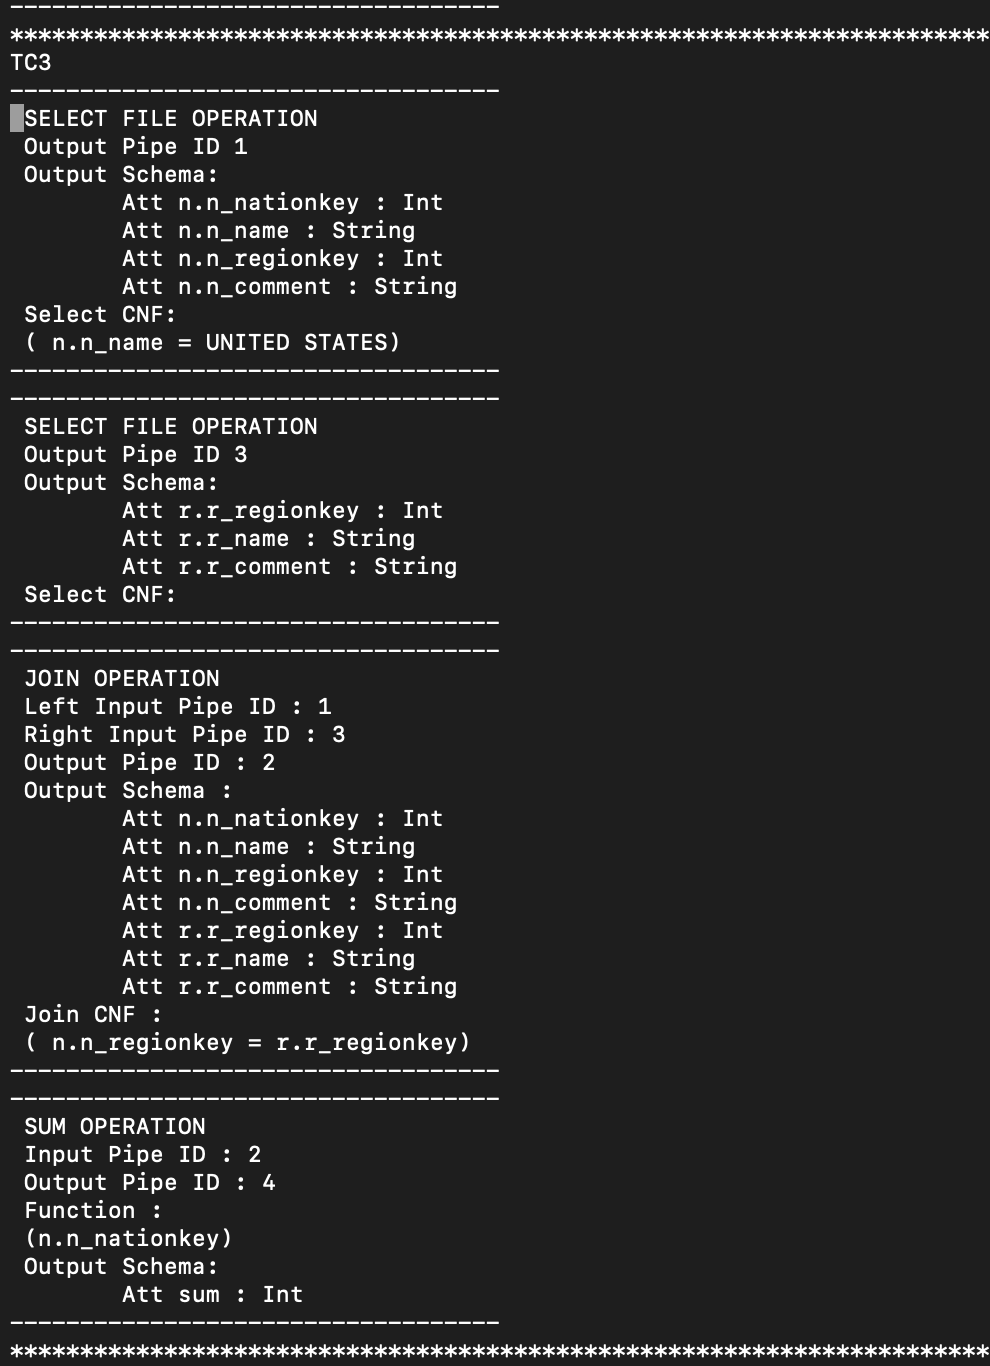 -----------------------------------
**********************************************************************
TC3
-----------------------------------
SELECT FILE OPERATION
Output Pipe ID 1
Output Schema:
Att n.n_nationkey : Int
Att n.n_name : String
Att n.n_regionkey : Int
Att n.n_comment : String
Select CNF:
( n.n_name = UNITED STATES)
-----------------------------------
-----------------------------------
SELECT FILE OPERATION
Output Pipe ID 3
Output Schema:
Att r.r_regionkey : Int
Att r.r_name : String
Att r.r_comment : String
Select CNF:
-----------------------------------
-----------------------------------
JOIN OPERATION
Left Input Pipe ID : 1
Right Input Pipe ID : 3
Output Pipe ID : 2
Output Schema :
Att n.n_nationkey : Int
Att n.n_name : String
Att n.n_regionkey : Int
Att n.n_comment : String
Att r.r_regionkey : Int
Att r.r_name : String
Att r.r_comment : String
Join CNF :
( n.n_regionkey = r.r_regionkey)
-----------------------------------
-----------------------------------
SUM OPERATION
Input Pipe ID : 2
Output Pipe ID : 4
Function :
(n.n_nationkey)
Output Schema:
Att sum : Int
-----------------------------------
**********************************************************************